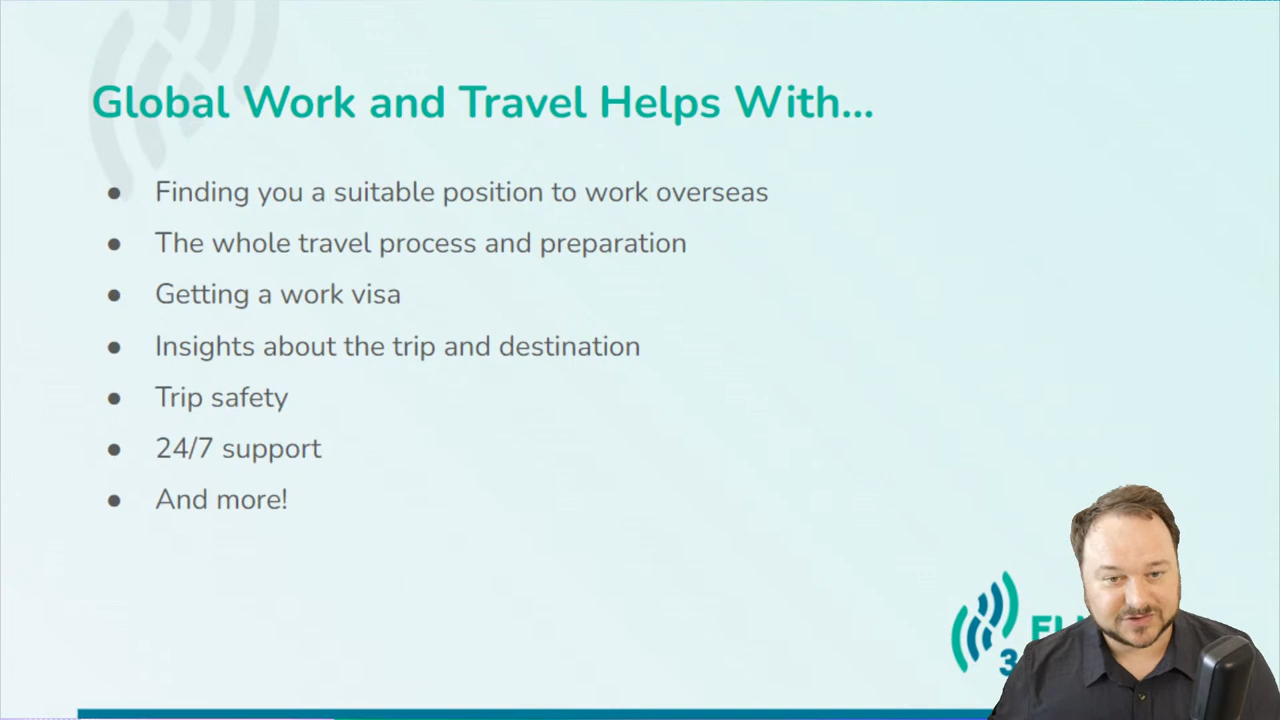 Global Work and Travel Helps With...
● Finding you a suitable position to work overseas
● The whole travel process and preparation
● Getting a work visa
● Insights about the trip and destination
● Trip safety
● 24/7 support
● And more!
3